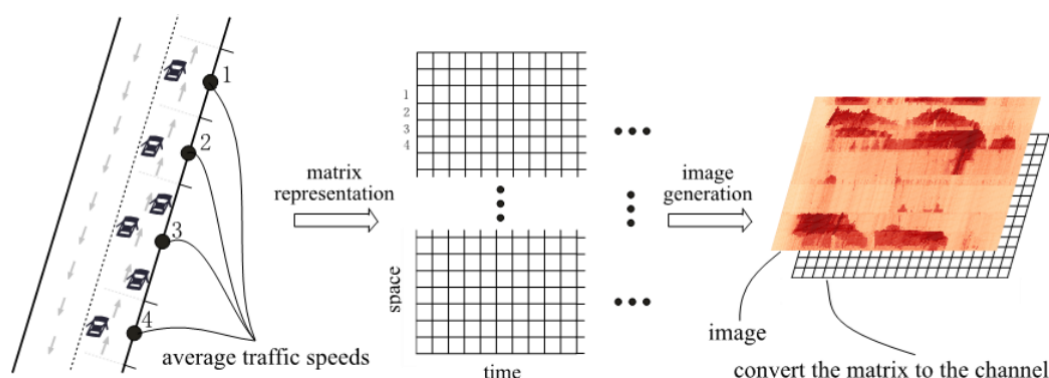 1
2
3
4
average traffic speeds
matrix
representation
1
2
3
4
space
time
image
generation
image
convert the matrix to the channel